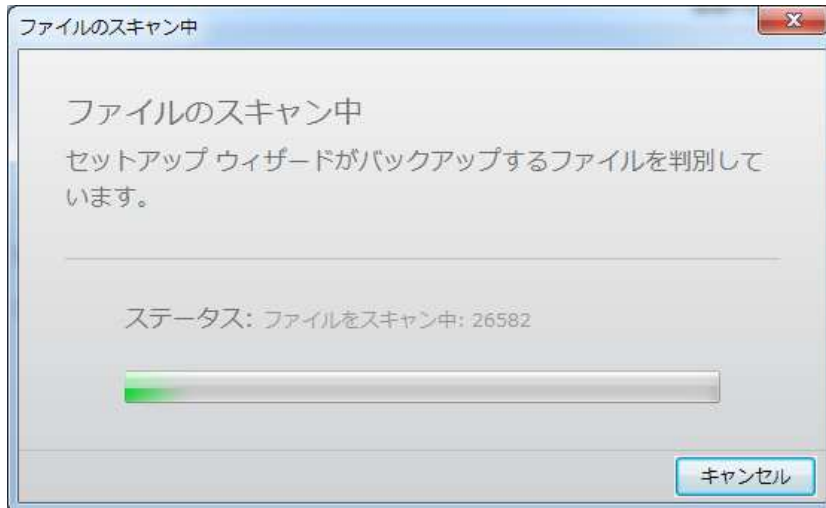 ファイルのスキャン中
ファイルのスキャン中
セットアップ ウィザードがバックアップするファイルを判別して
います。
ステータス: ファイルをスキャン中: 26582
キャンセル